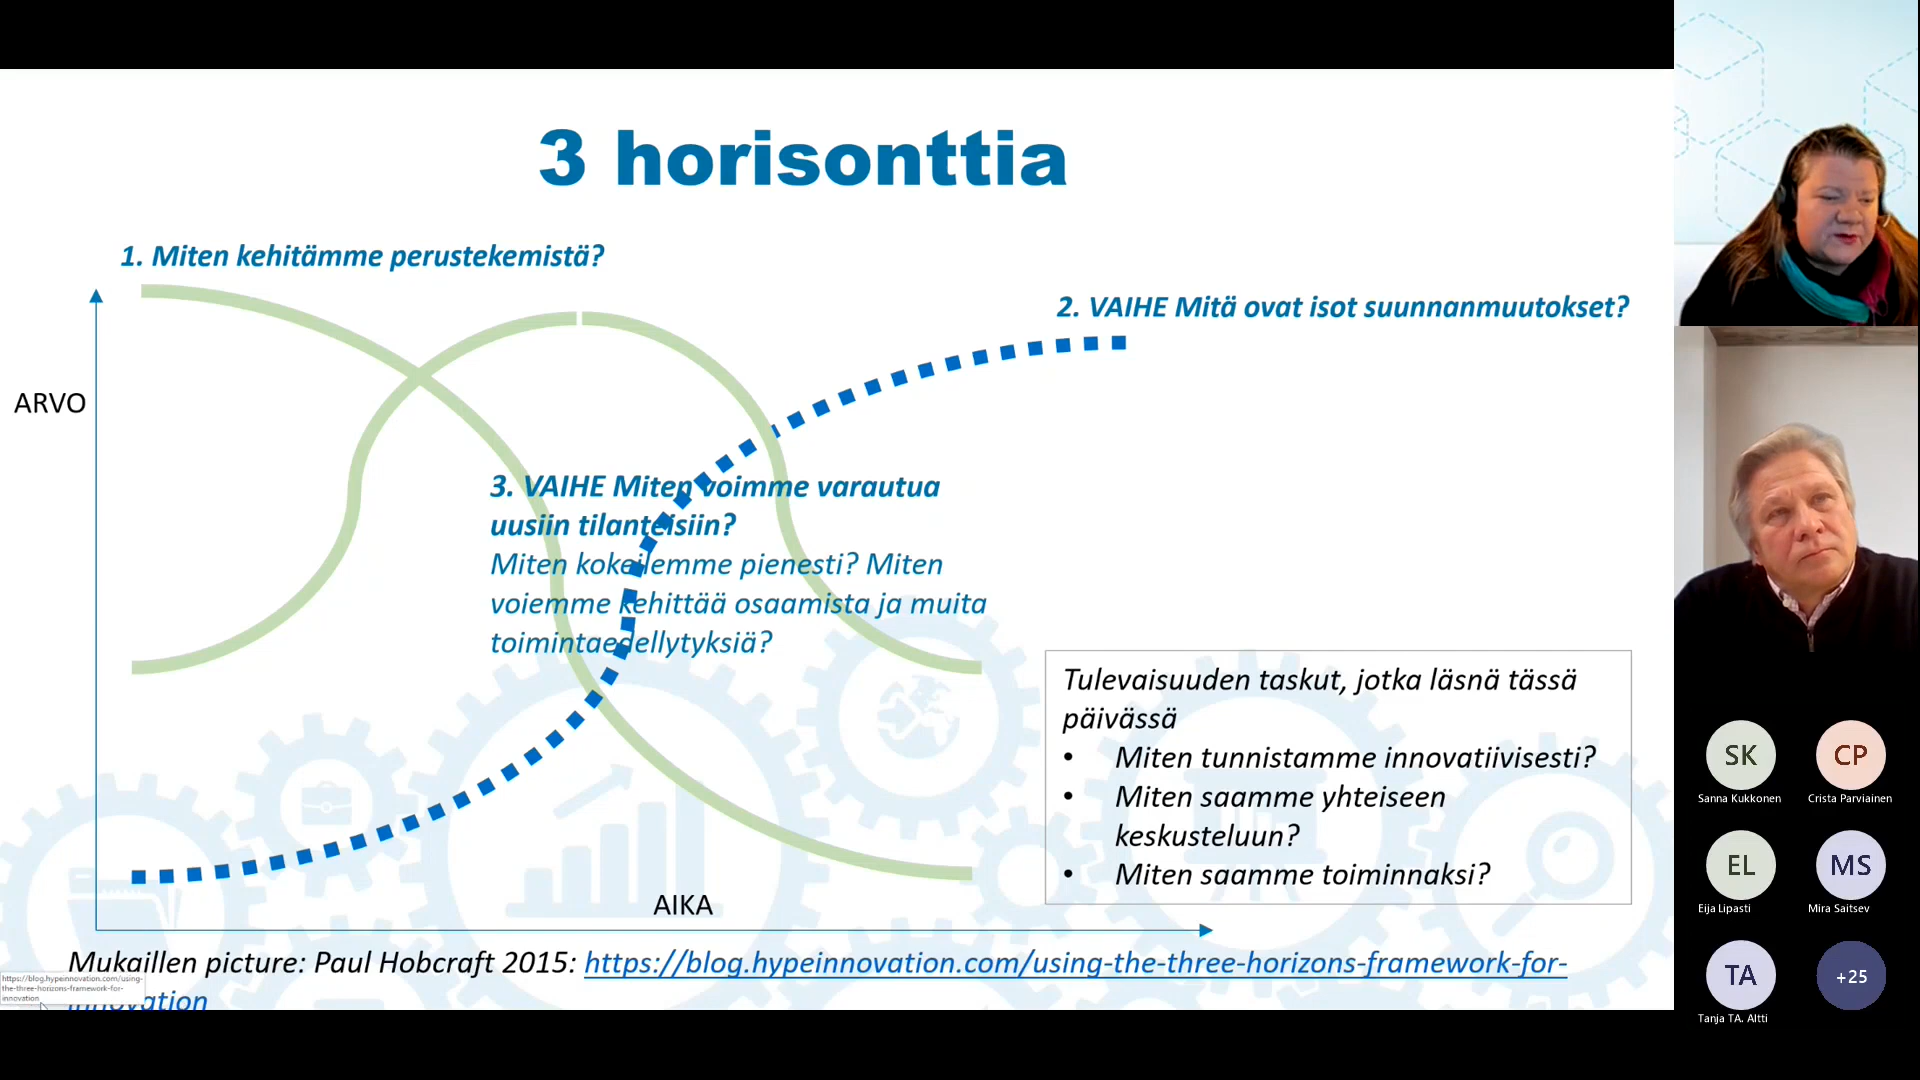 3 horisonttia
1. Miten kehitämme perustekemistä?
2. VAIHE Mitä ovat isot suunnanmuutokset?
ARVO
3. VAIHE Miten voimme varautua
uusiin tilanteisiin?
Miten kokeilemme pienesti? Miten
voiemme kehittää osaamista ja muita
toimintaedellytyksiä?
Tulevaisuuden taskut, jotka läsnä tässä
päivässä
• Miten tunnistamme innovatiivisesti?
• Miten saamme yhteiseen
keskusteluun?
• Miten saamme toiminnaksi?
AIKA
Mukaillen picture: Paul Hobcraft 2015: https://blog.hypeinnovation.com/using-the-three-horizons-framework-for-
innovation
https://blog.hypeinnovation.com/using-
the-three-horizons-framework-for-
innovation
SK
Sanna Kukkonen
CP
Crista Parviainen
EL
Eija Lipasti
MS
Mira Saitsev
TA
Tanja TA. Altti
+25